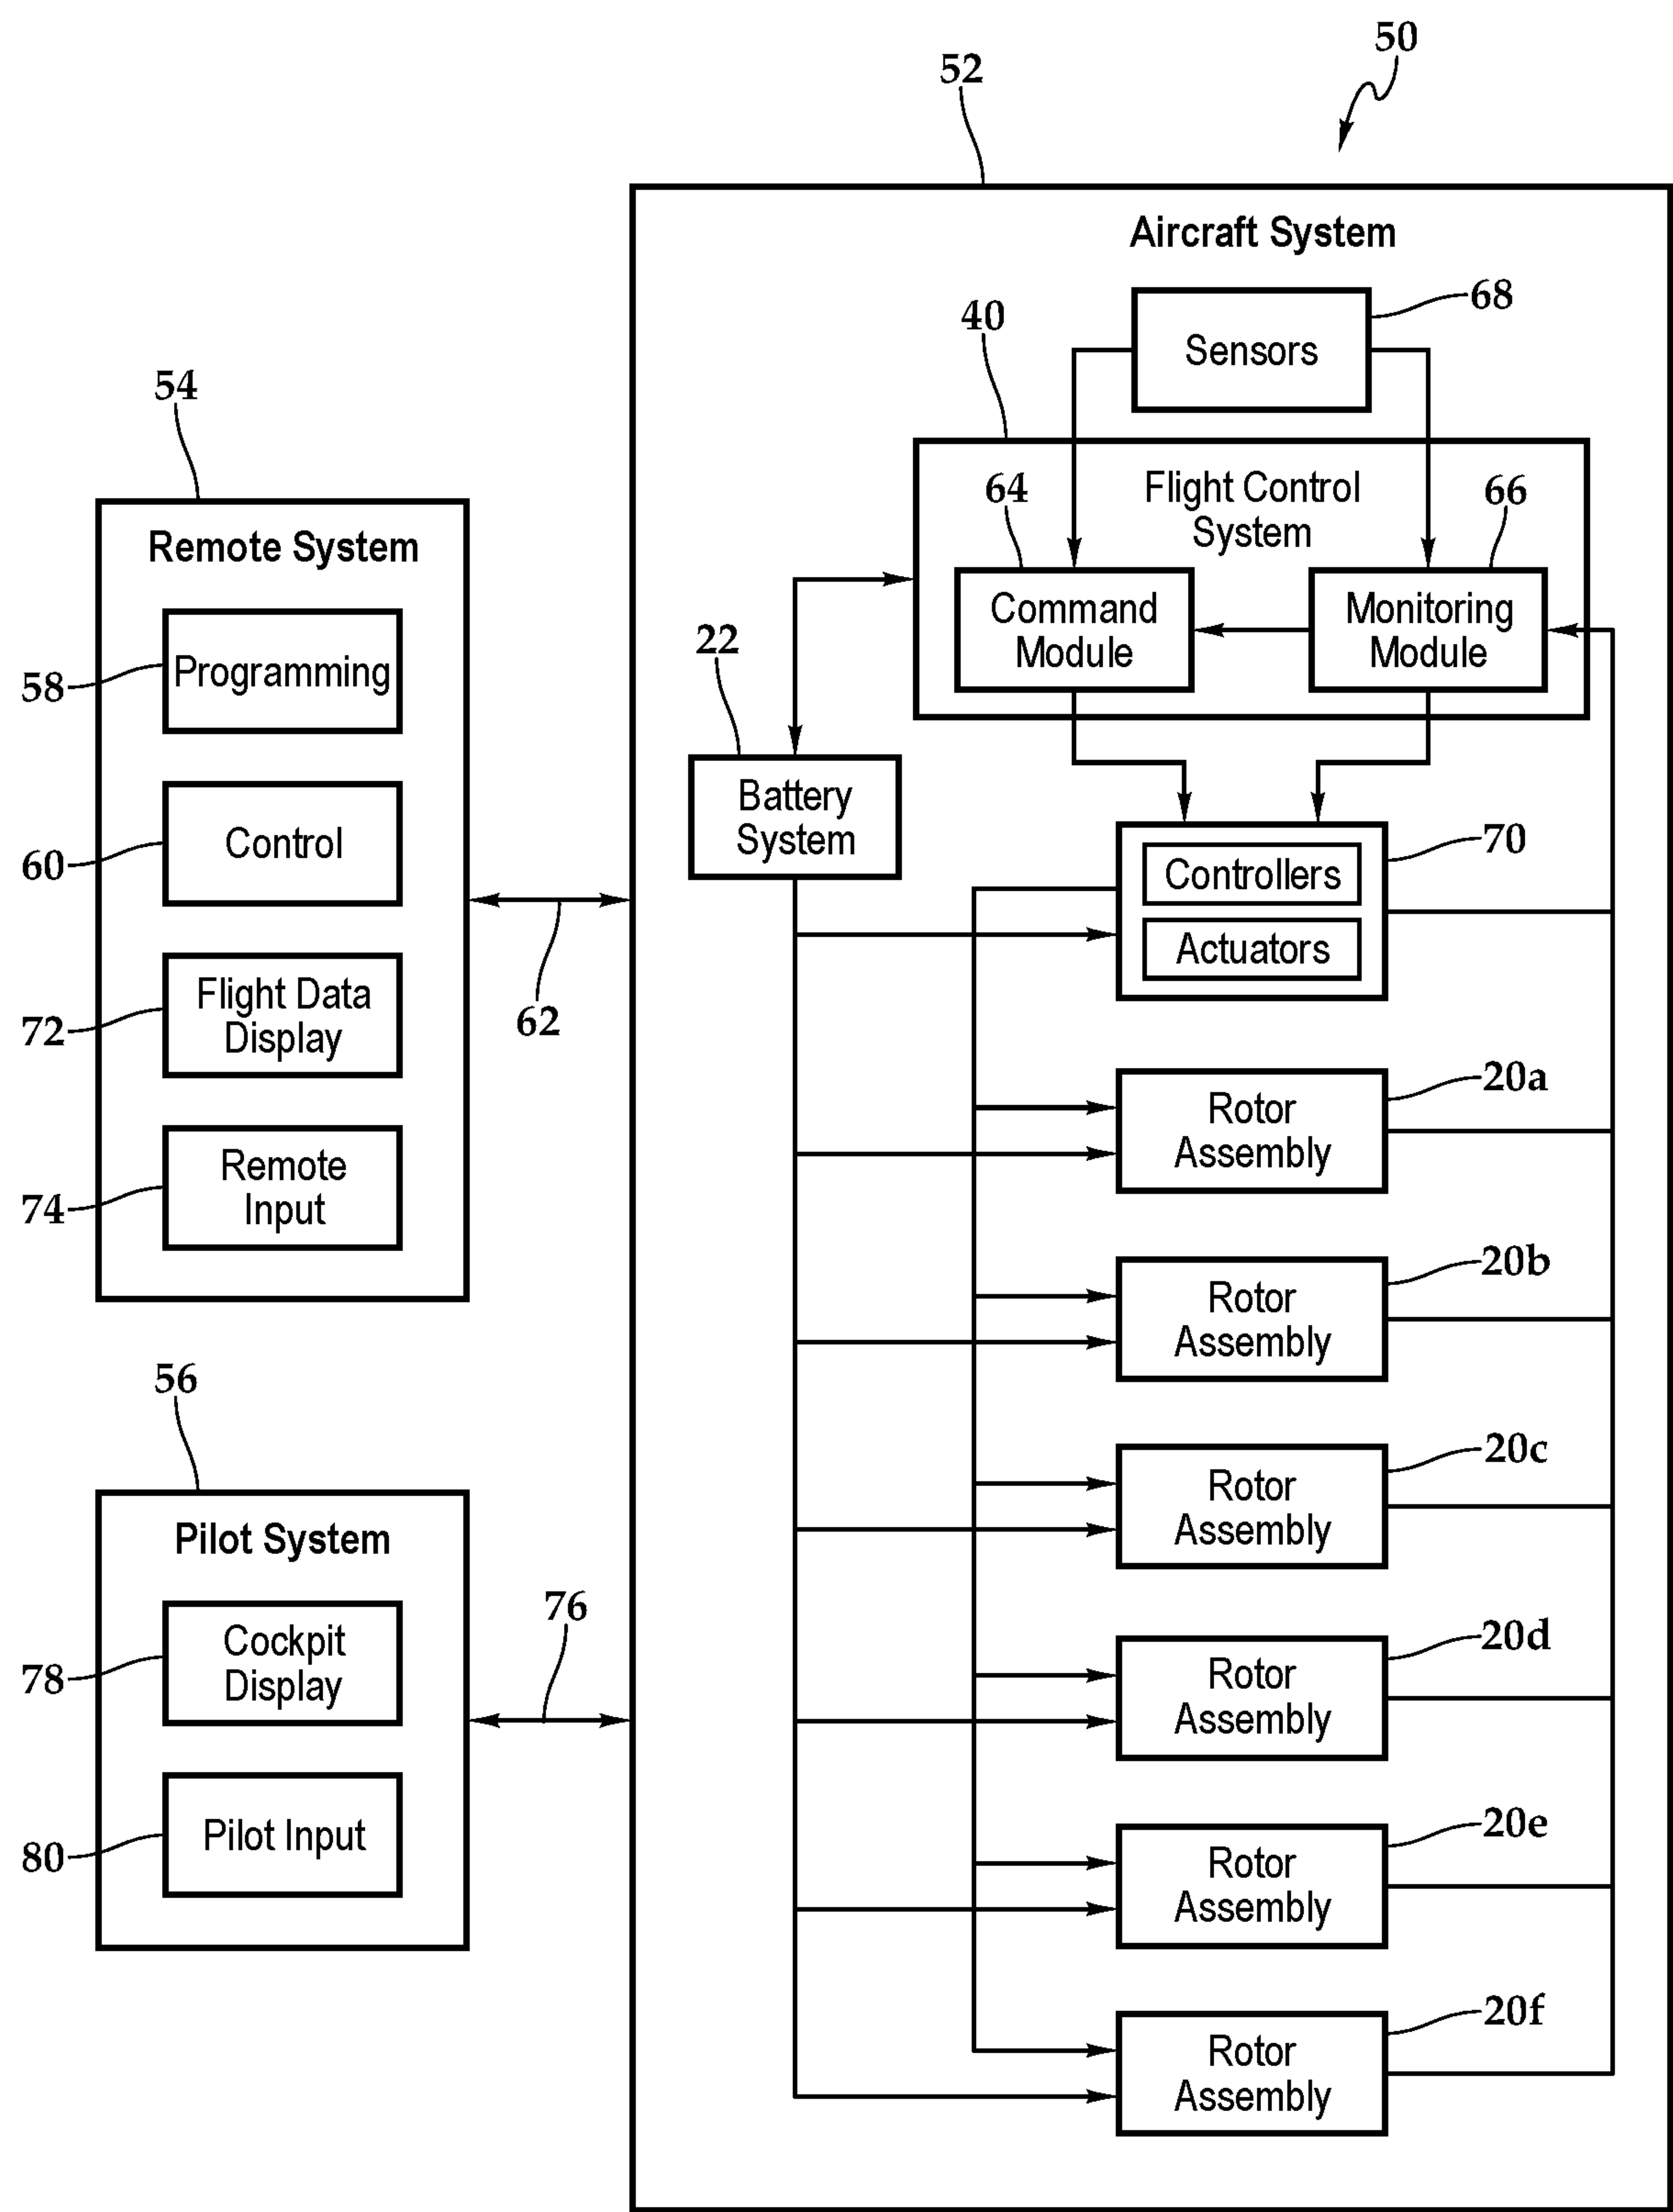 50
52
Aircraft System
68
Sensors
40
Flight Control
System
64
66
Command
Module
Monitoring
Module
22
Battery
System
70
Controllers
Actuators
20a
Rotor
Assembly
20b
Rotor
Assembly
20c
Rotor
Assembly
20d
Rotor
Assembly
20e
Rotor
Assembly
20f
Rotor
Assembly
54
Remote System
Programming
58
Control
60
Flight Data
Display
72
Remote
Input
74
62
56
Pilot System
Cockpit
Display
78
Pilot Input
80
76